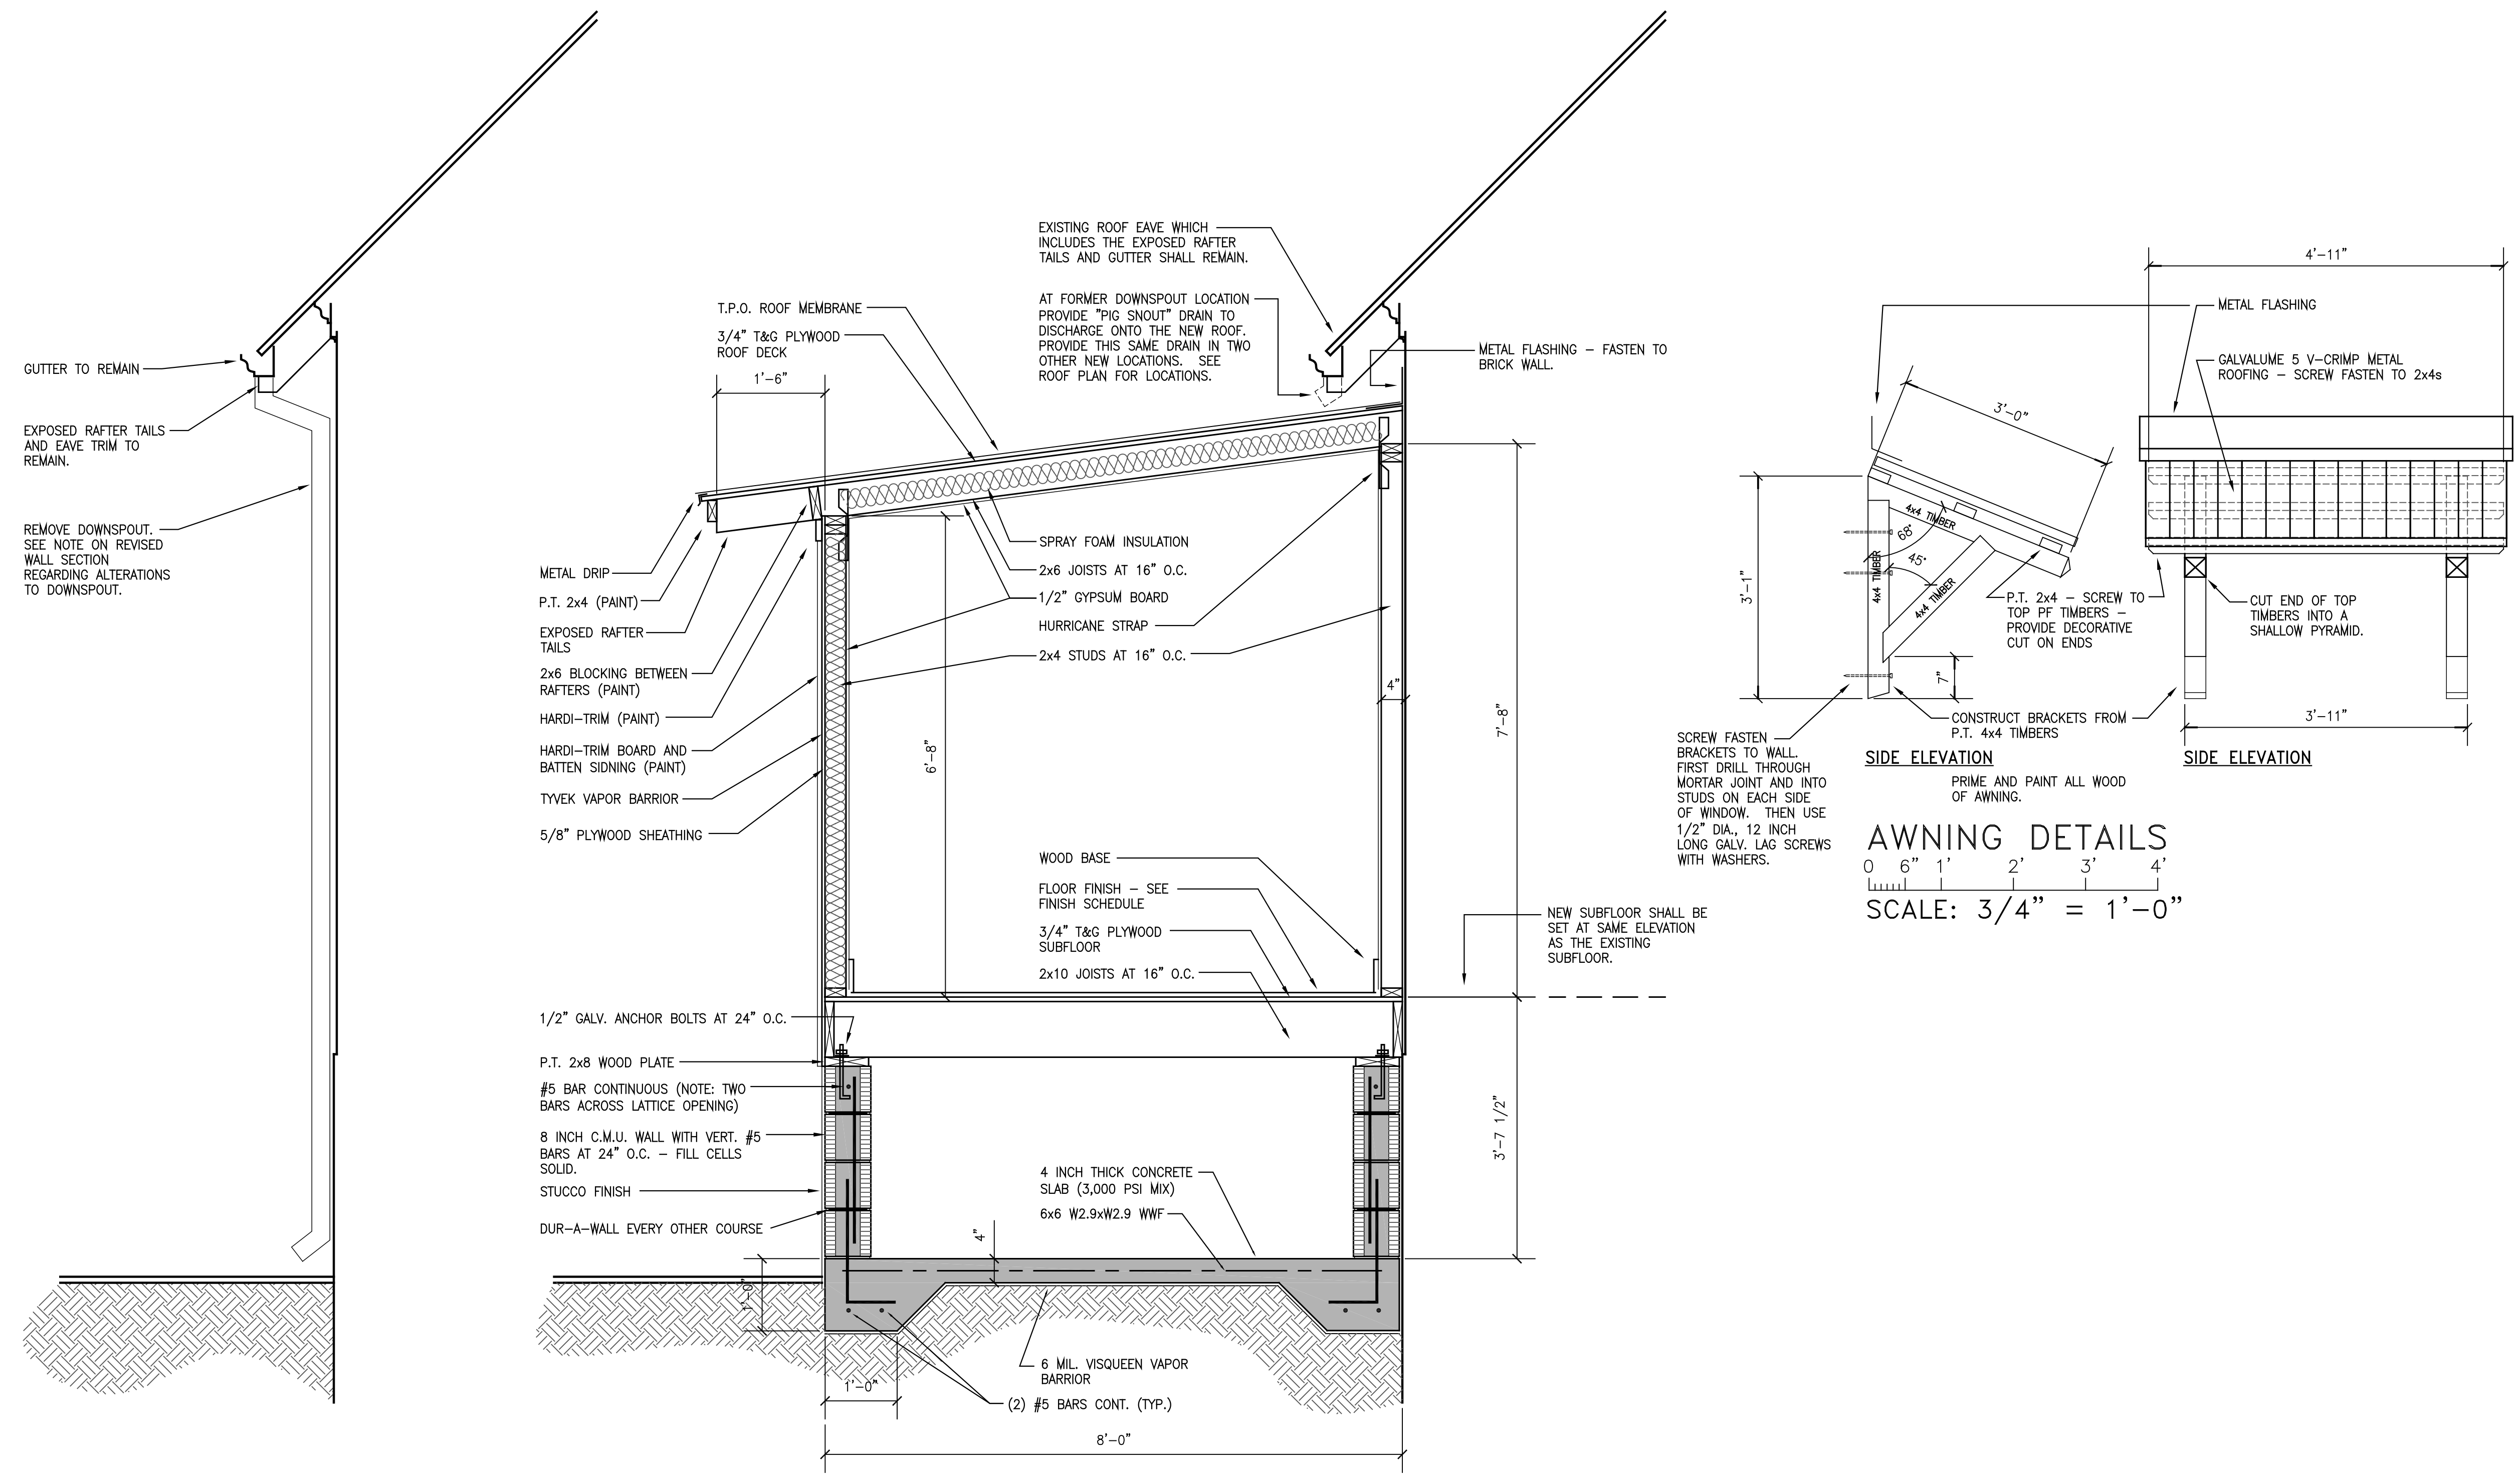 GUTTER TO REMAIN
EXPOSED RAFTER TAILS
AND EAVE TRIM TO
REMAIN.
REMOVE DOWNSPOUT.
SEE NOTE ON REVISED
WALL SECTION
REGARDING ALTERATIONS
TO DOWNSPOUT.
T.P.O. ROOF MEMBRANE
3/4" T&G PLYWOOD
ROOF DECK
1'-6"
EXISTING ROOF EAVE WHICH
INCLUDES THE EXPOSED RAFTER
TAILS AND GUTTER SHALL REMAIN.
AT FORMER DOWNSPOUT LOCATION
PROVIDE "PIG SNOUT" DRAIN TO
DISCHARGE ONTO THE NEW ROOF.
PROVIDE THIS SAME DRAIN IN TWO
OTHER NEW LOCATIONS. SEE
ROOF PLAN FOR LOCATIONS.
METAL FLASHING - FASTEN TO
BRICK WALL.
METAL DRIP
P.T. 2x4 (PAINT)
EXPOSED RAFTER
TAILS
2x6 BLOCKING BETWEEN
RAFTERS (PAINT)
HARDI-TRIM (PAINT)
HARDI-TRIM BOARD AND
BATTEN SIDNING (PAINT)
TYVEK VAPOR BARRIOR
5/8" PLYWOOD SHEATHING
SPRAY FOAM INSULATION
2x6 JOISTS AT 16" O.C.
1/2" GYPSUM BOARD
HURRICANE STRAP
2x4 STUDS AT 16" O.C.
4"
6'-8"
7'-8"
WOOD BASE
FLOOR FINISH - SEE
FINISH SCHEDULE
3/4" T&G PLYWOOD
SUBFLOOR
2x10 JOISTS AT 16" O.C.
NEW SUBFLOOR SHALL BE
SET AT SAME ELEVATION
AS THE EXISTING
SUBFLOOR.
1/2" GALV. ANCHOR BOLTS AT 24" O.C.
P.T. 2x8 WOOD PLATE
#5 BAR CONTINUOUS (NOTE: TWO
BARS ACROSS LATTICE OPENING)
8 INCH C.M.U. WALL WITH VERT. #5
BARS AT 24" O.C. - FILL CELLS
SOLID.
STUCCO FINISH
DUR-A-WALL EVERY OTHER COURSE
3'-7 1/2"
4 INCH THICK CONCRETE
SLAB (3,000 PSI MIX)
6x6 W2.9xW2.9 WWF
4"
1'-0"
6 MIL. VISQUEEN VAPOR
BARRIOR
1'-0"
(2) #5 BARS CONT. (TYP.)
8'-0"
4'-11"
METAL FLASHING
GALVALUME 5 V-CRIMP METAL
ROOFING - SCREW FASTEN TO 2x4s
3'-0"
4x4 TIMBER
68°
45°
4x4 TIMBER
4x4 TIMBER
3'-1"
P.T. 2x4 - SCREW TO
TOP PF TIMBERS -
PROVIDE DECORATIVE
CUT ON ENDS
CUT END OF TOP
TIMBERS INTO A
SHALLOW PYRAMID.
7"
CONSTRUCT BRACKETS FROM
P.T. 4x4 TIMBERS
3'-11"
SCREW FASTEN
BRACKETS TO WALL.
FIRST DRILL THROUGH
MORTAR JOINT AND INTO
STUDS ON EACH SIDE
OF WINDOW. THEN USE
1/2" DIA., 12 INCH
LONG GALV. LAG SCREWS
WITH WASHERS.
SIDE ELEVATION
SIDE ELEVATION
PRIME AND PAINT ALL WOOD
OF AWNING.
AWNING DETAILS
0 6" 1' 2' 3' 4'
SCALE: 3/4" = 1'-0"